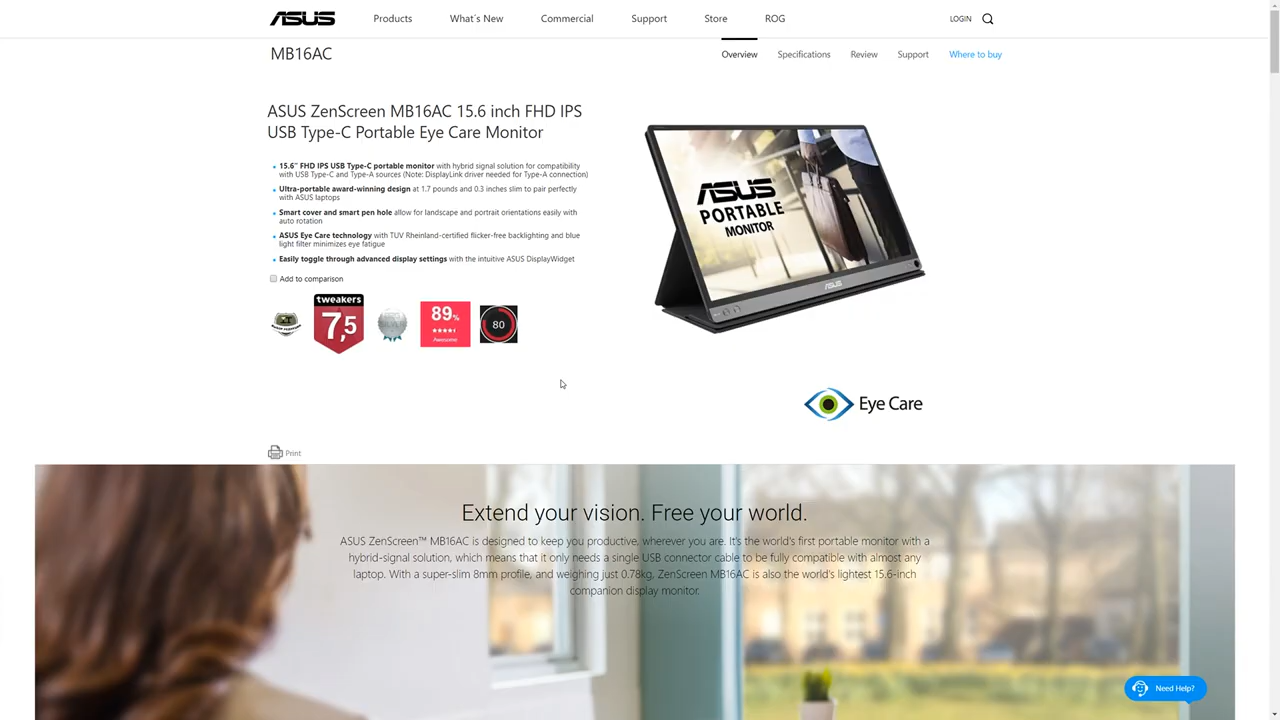 ASUS
Products
What's New
Commercial
Support
Store
ROG
LOGIN
MB16AC
Overview
Specifications
Review
Support
Where to buy
ASUS ZenScreen MB16AC 15.6 inch FHD IPS
USB Type-C Portable Eye Care Monitor
15.6" FHD IPS USB Type-C portable monitor with hybrid signal solution for compatibility
with USB Type-C and Type-A sources (Note: DisplayLink driver needed for Type-A connection)
Ultra-portable award-winning design at 1.7 pounds and 0.3 inches slim to pair perfectly
with ASUS laptops
Smart cover and smart pen hole allow for landscape and portrait orientations easily with
auto rotation
ASUS Eye Care technology with TUV Rheinland-certified flicker-free backlighting and blue
light filter minimizes eye fatigue
Easily toggle through advanced display settings with the intuitive ASUS DisplayWidget
Add to comparison
tweakers
7,5
89%
Awesome
80
ASUS
PORTABLE
MONITOR
ASUS
Eye Care
Print
Extend your vision. Free your world.
ASUS ZenScreen™ MB16AC is designed to keep you productive, wherever you are. It's the world's first portable monitor with a
hybrid-signal solution, which means that it only needs a single USB connector cable to be fully compatible with almost any
laptop. With a super-slim 8mm profile, and weighing just 0.78kg, ZenScreen MB16AC is also the world's lightest 15.6-inch
companion display monitor.
Need Help?